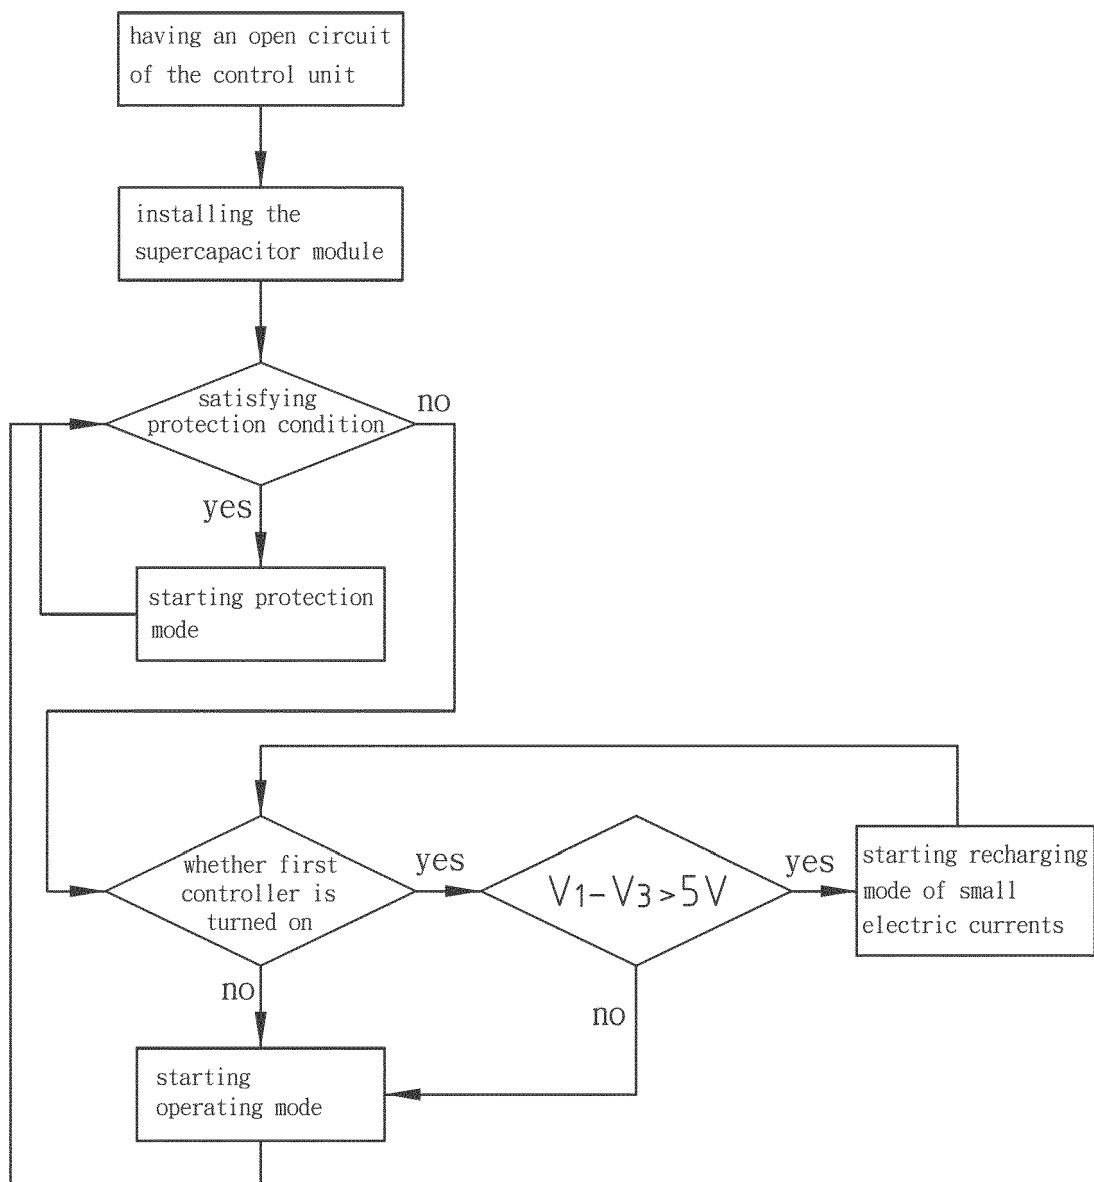 having an open circuit
of the control unit
installing the
supercapacitor module
satisfying
protection condition
no
yes
starting protection
mode
whether first
controller is
turned on
yes
V1-V3>5V
yes
starting recharging
mode of small
electric currents
no
no
starting
operating mode